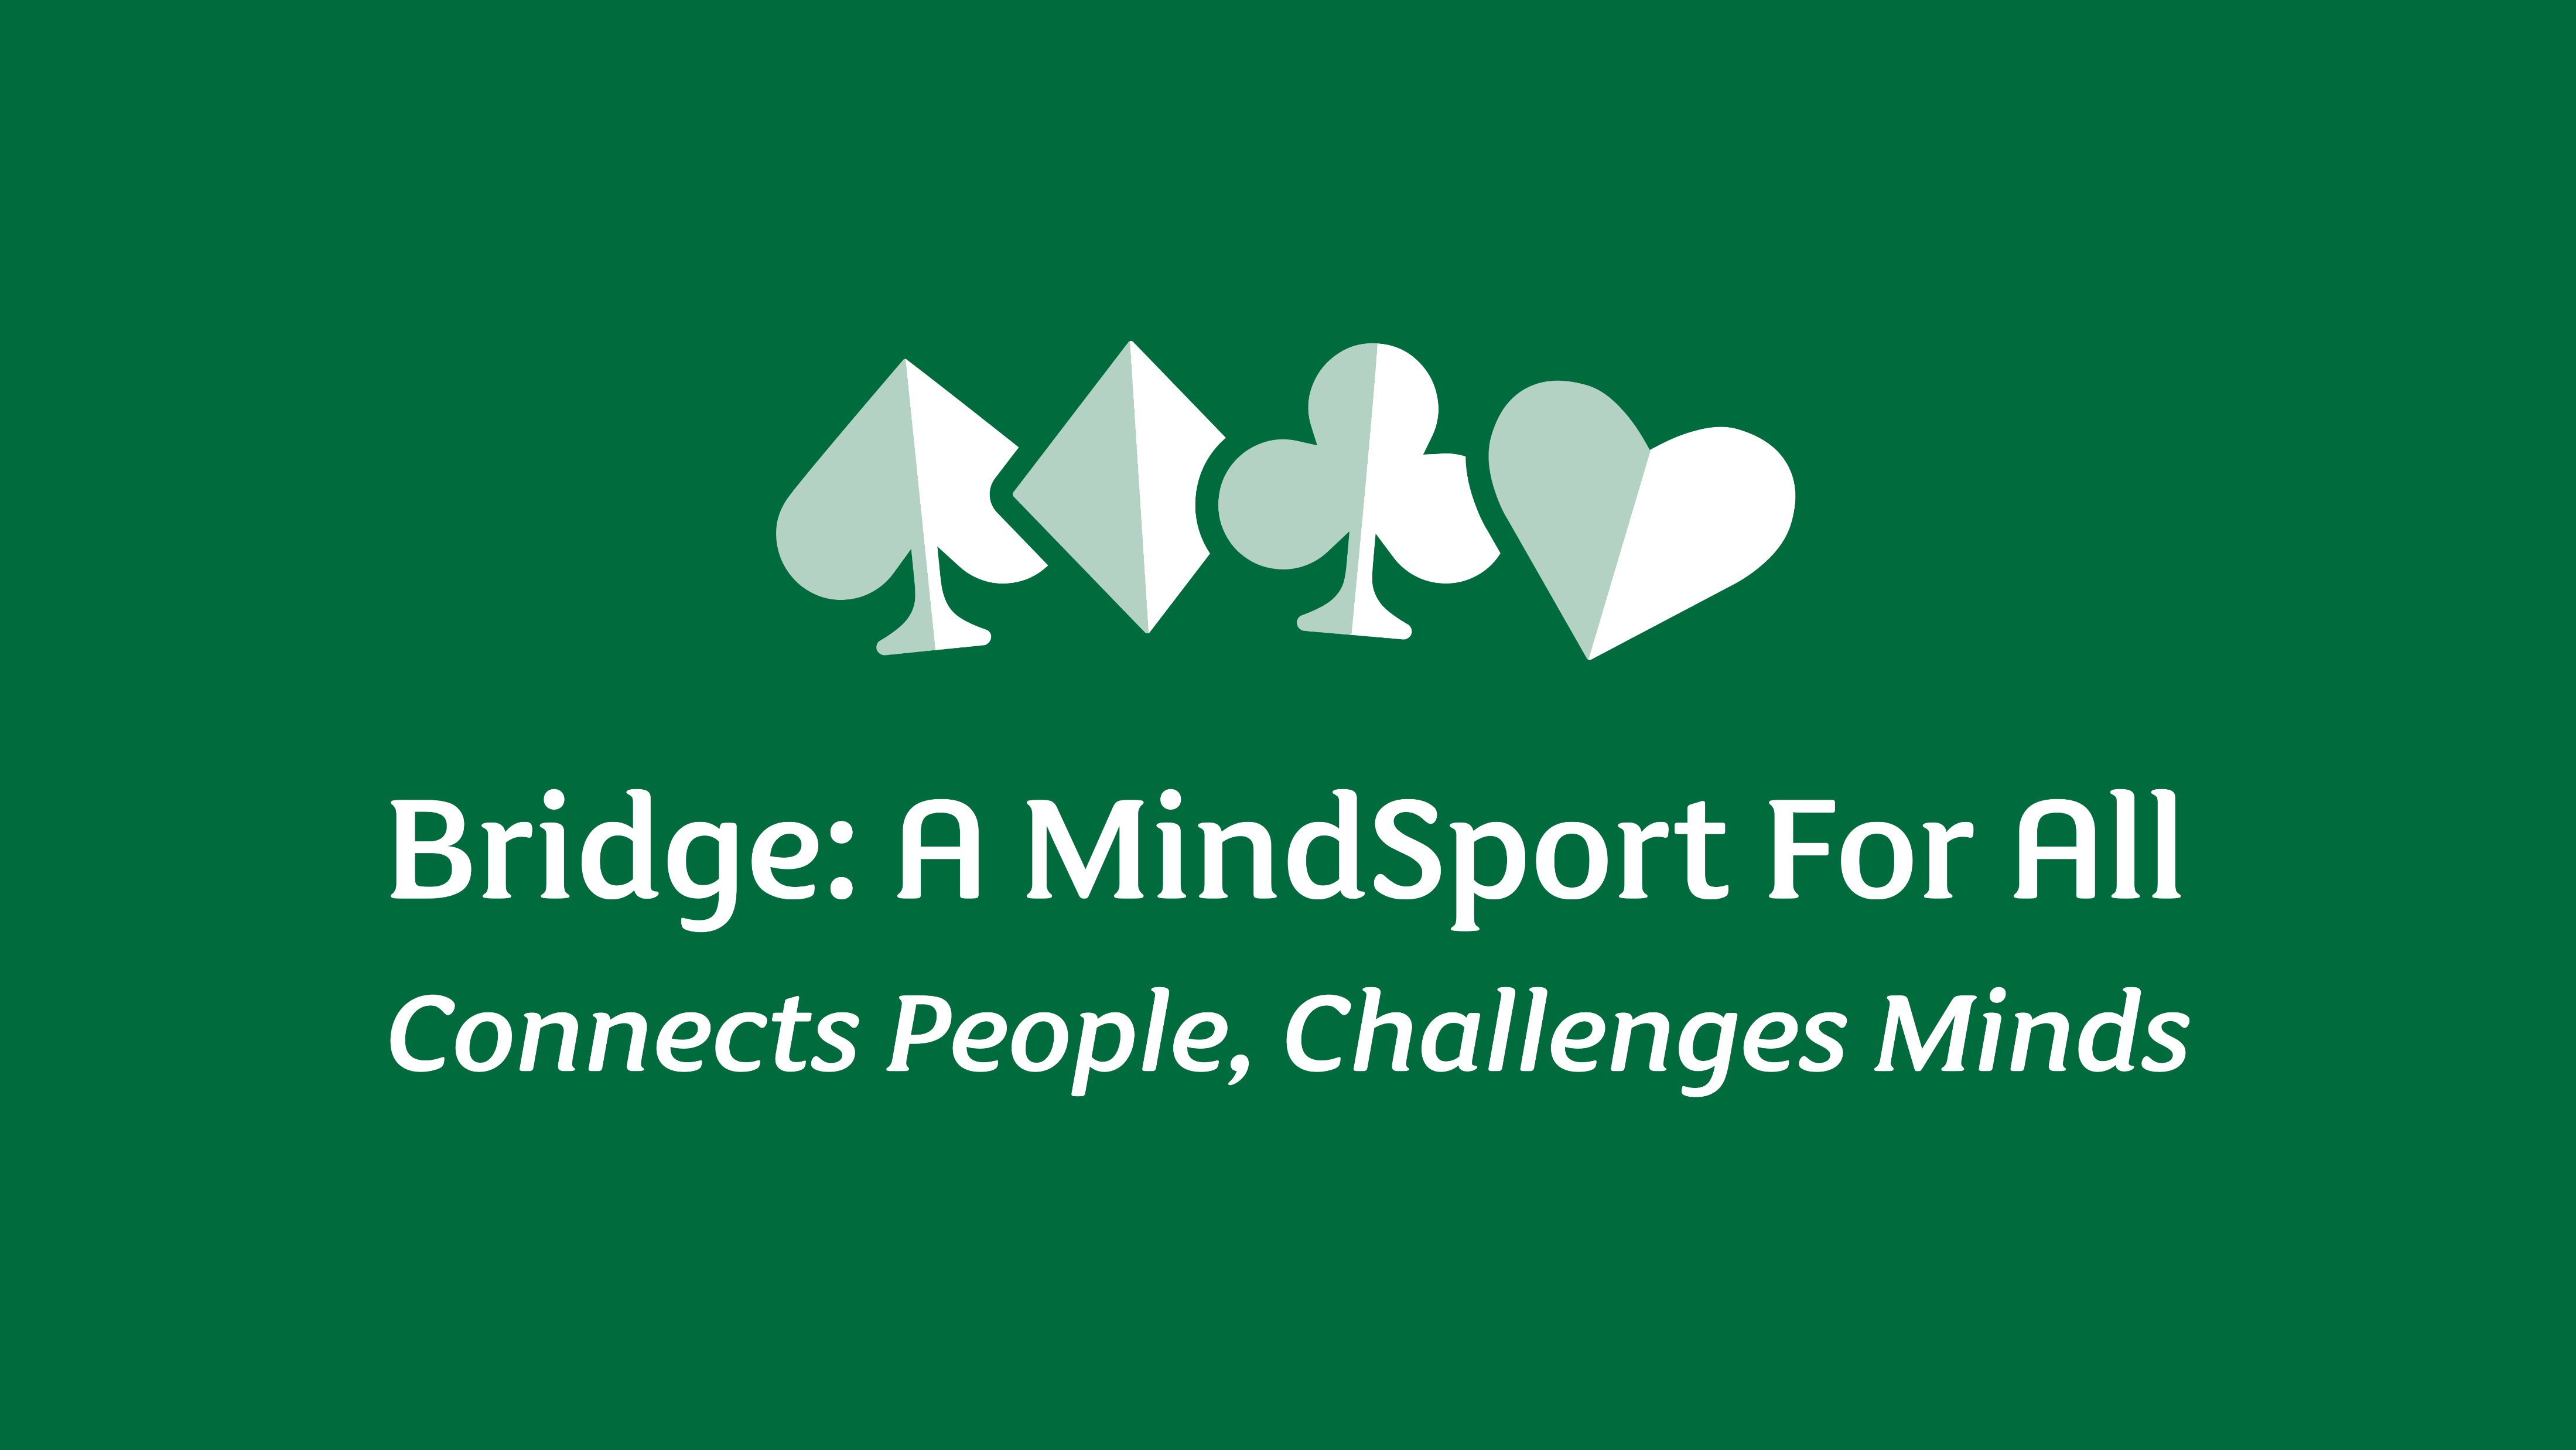 Bridge: A MindSport For All
Connects People, Challenges Minds